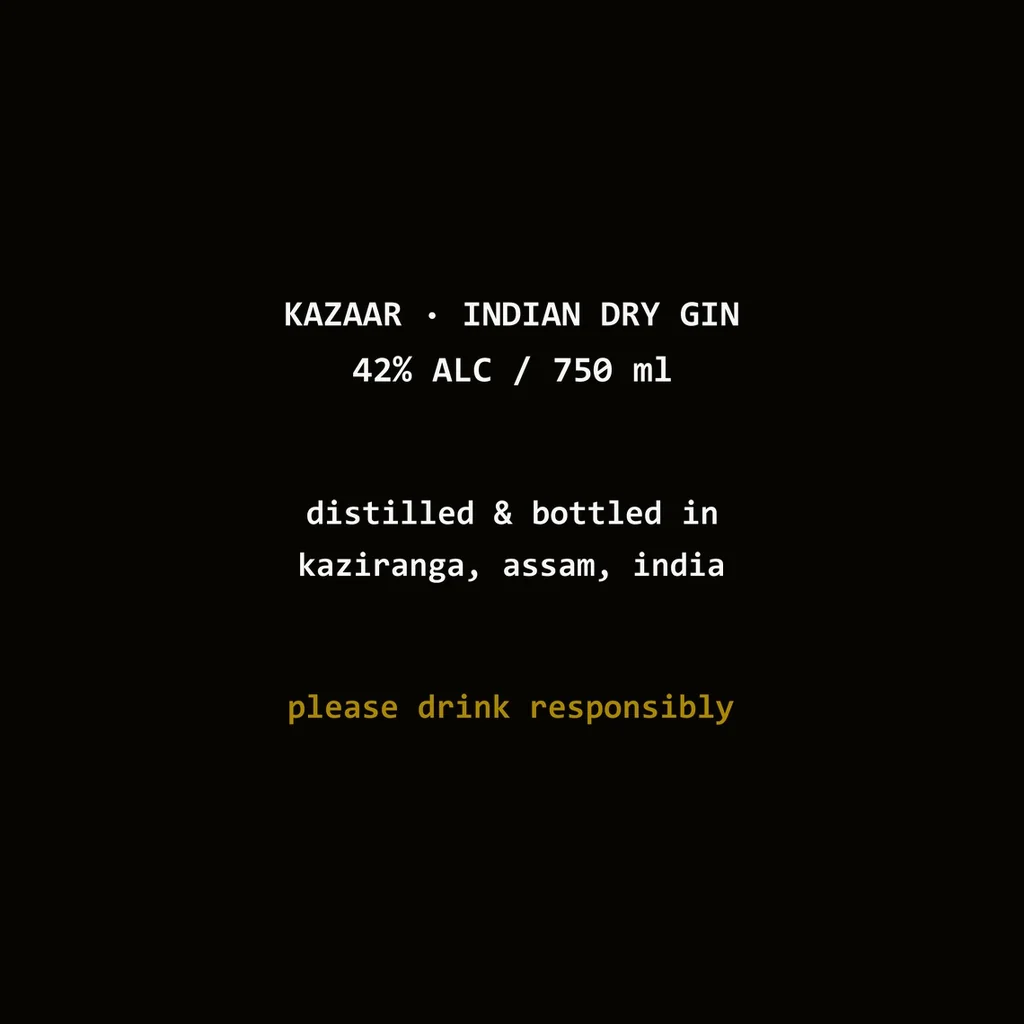 KAZAAR · INDIAN DRY GIN
42% ALC / 750 ml
distilled & bottled in
kaziranga, assam, india
please drink responsibly